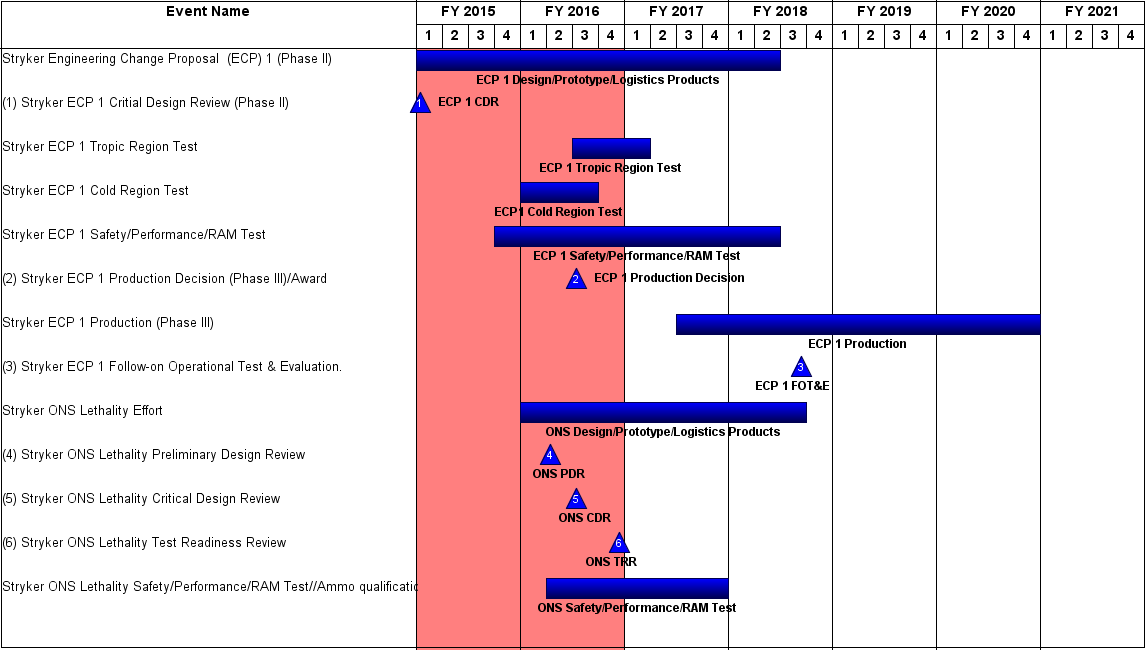 Event Name FY 2015 FY 2016 FY 2017 FY 2018 FY 2019 FY 2020 FY 2021
1 2 3 4 1 2 3 4 1 2 3 4 1 2 3 4 1 2 3 4 1 2 3 4 1 2 3 4
Stryker Engineering Change Proposal (ECP) 1 (Phase II)
ECP 1 Design/Prototype/Logistics Products
(1) Stryker ECP 1 Critial Design Review (Phase II) 1 ECP 1 CDR
Stryker ECP 1 Tropic Region Test
ECP 1 Tropic Region Test
Stryker ECP 1 Cold Region Test
ECP1 Cold Region Test
Stryker ECP 1 Safety/Performance/RAM Test
ECP 1 Safety/Performance/RAM Test
(2) Stryker ECP 1 Production Decision (Phase III)/Award 2 ECP 1 Production Decision
Stryker ECP 1 Production (Phase III)
ECP 1 Production
(3) Stryker ECP 1 Follow-on Operational Test & Evaluation. 3
ECP 1 FOT&E
Stryker ONS Lethality Effort
ONS Design/Prototype/Logistics Products
(4) Stryker ONS Lethality Preliminary Design Review 4
ONS PDR
(5) Stryker ONS Lethality Critical Design Review 5
ONS CDR
(6) Stryker ONS Lethality Test Readiness Review 6
ONS TRR
Stryker ONS Lethality Safety/Performance/RAM Test//Ammo qualificatio
ONS Safety/Performance/RAM Test